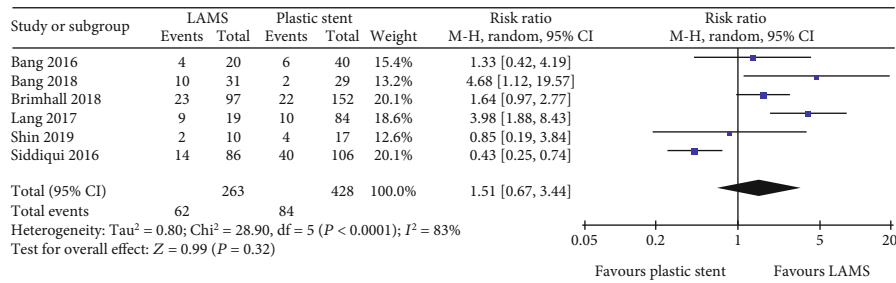 Study or subgroup LAMS Plastic stent Weight Risk ratio Risk ratio
Events Total Events Total M-H, random, 95% CI M-H, random, 95% CI
Bang 2016 4 20 6 40 15.4% 1.33 [0.42, 4.19]
Bang 2018 10 31 2 29 13.2% 4.68 [1.12, 19.57]
Brimhall 2018 23 97 22 152 20.1% 1.64 [0.97, 2.77]
Lang 2017 9 19 10 84 18.6% 3.98 [1.88, 8.43]
Shin 2019 2 10 4 17 12.6% 0.85 [0.19, 3.84]
Siddiqui 2016 14 86 40 106 20.1% 0.43 [0.25, 0.74]
Total (95% CI) 263 428 100.0% 1.51 [0.67, 3.44]
Total events 62 84
Heterogeneity: Tau² = 0.80; Chi² = 28.90, df = 5 (P < 0.0001); I² = 83%
Test for overall effect: Z = 0.99 (P = 0.32)
0.05 0.2 1 5 20
Favours plastic stent Favours LAMS